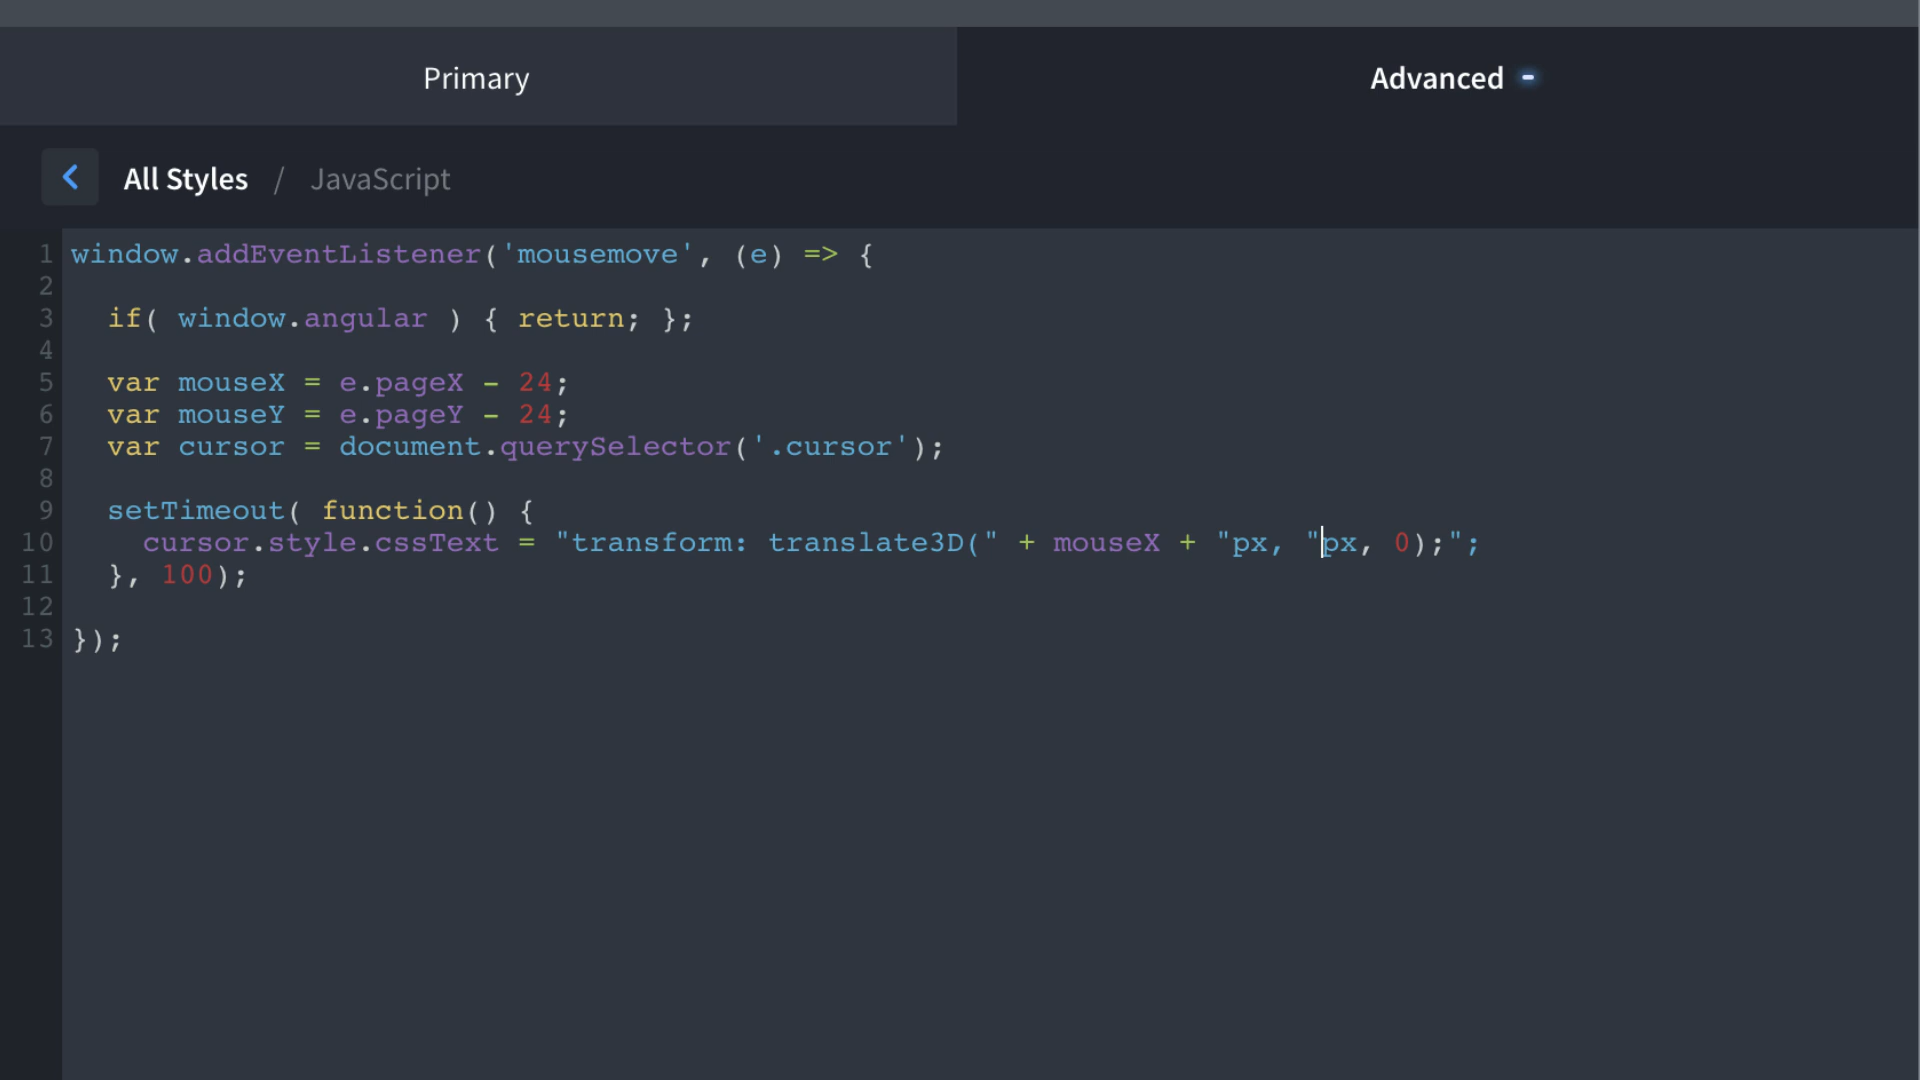 Primary
Advanced
All Styles / JavaScript
1 window.addEventListener('mousemove', (e) => {
2
3   if( window.angular ) { return; };
4
5   var mouseX = e.pageX - 24;
6   var mouseY = e.pageY - 24;
7   var cursor = document.querySelector('.cursor');
8
9   setTimeout( function() {
10     cursor.style.cssText = "transform: translate3D(" + mouseX + "px, "px, 0);";
11   }, 100);
12
13 });